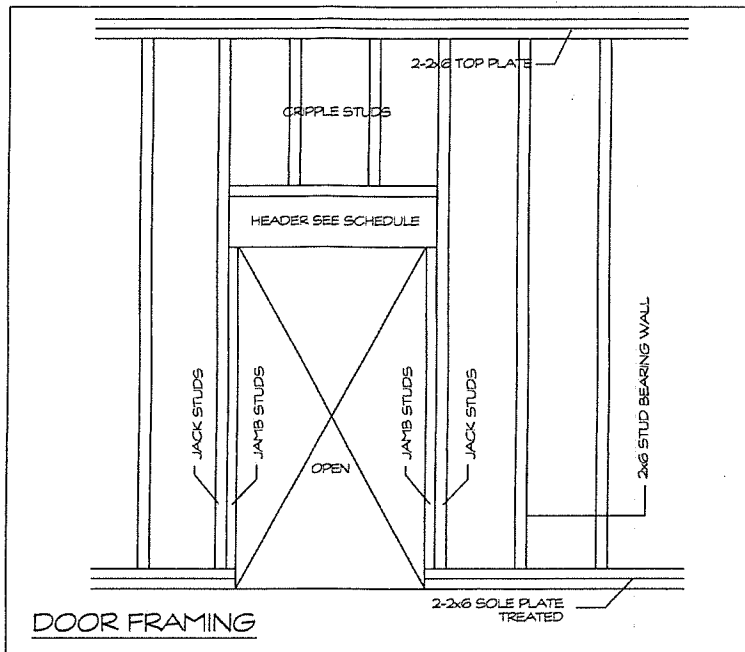 2-2x6 TOP PLATE
CRIPPLE STUDS
HEADER SEE SCHEDULE
JACK STUDS
JAMB STUDS
JAMB STUDS
JACK STUDS
2x6 STUD BEARING WALL
OPEN
2-2x6 SOLE PLATE
TREATED
DOOR FRAMING